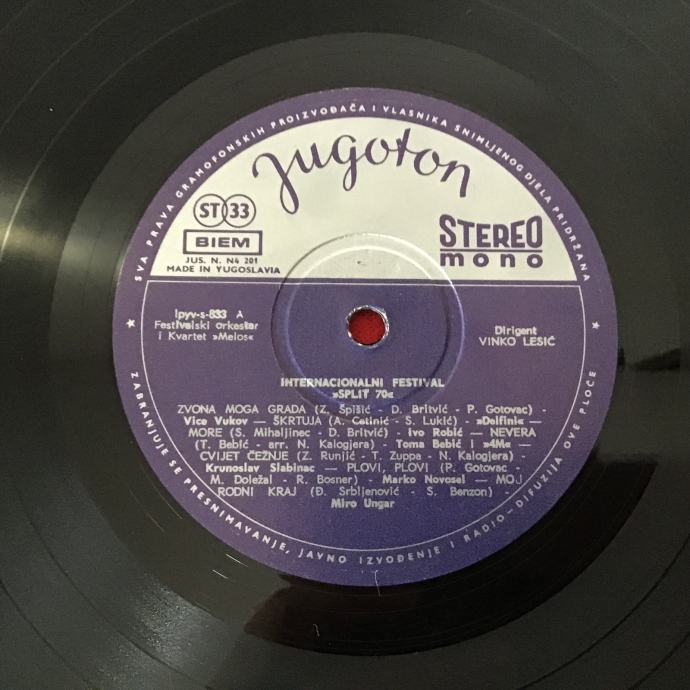 SVA PRAVA GRAMOFONSKIH PROIZVOĐAČA I VLASNIKA SNIMLJENOG DJELA PRIDRŽANA
Jugoton
ST 33
BIEM
JUS. N. N4 201
MADE IN YUGOSLAVIA
STEREO
mono
lpyv-s-833 A
Festivalski orkestar
i Kvartet »Melos«
Dirigent
VINKO LESIĆ
INTERNACIONALNI FESTIVAL
»SPLIT 70«
ZVONA MOGA GRADA (Z. Špišić - D. Britvić - P. Gotovac) -
Vice Vukov — ŠKRTUJA (A. Cetinić - S. Lukić) - »Delfini« —
MORE (S. Mihaljinec - D. Britvić) - Ivo Robić — NEVERA
(T. Bebić - arr. N. Kalogjera) - Toma Bebić i »4M« —
CVIJET ČEŽNJE (Z. Runjić - T. Zuppa - N. Kalogjera) -
Krunoslav Slabinac — PLOVI, PLOVI (P. Gotovac -
M. Doležal - R. Bosner) - Marko Novosel — MOJ
RODNI KRAJ (Đ. Srbljenović - S. Benzon) -
Miro Ungar
ZABRANJUJE SE PRESNIMAVANJE, JAVNO IZVOĐENJE I RADIO-DIFUZIJA OVE PLOČE